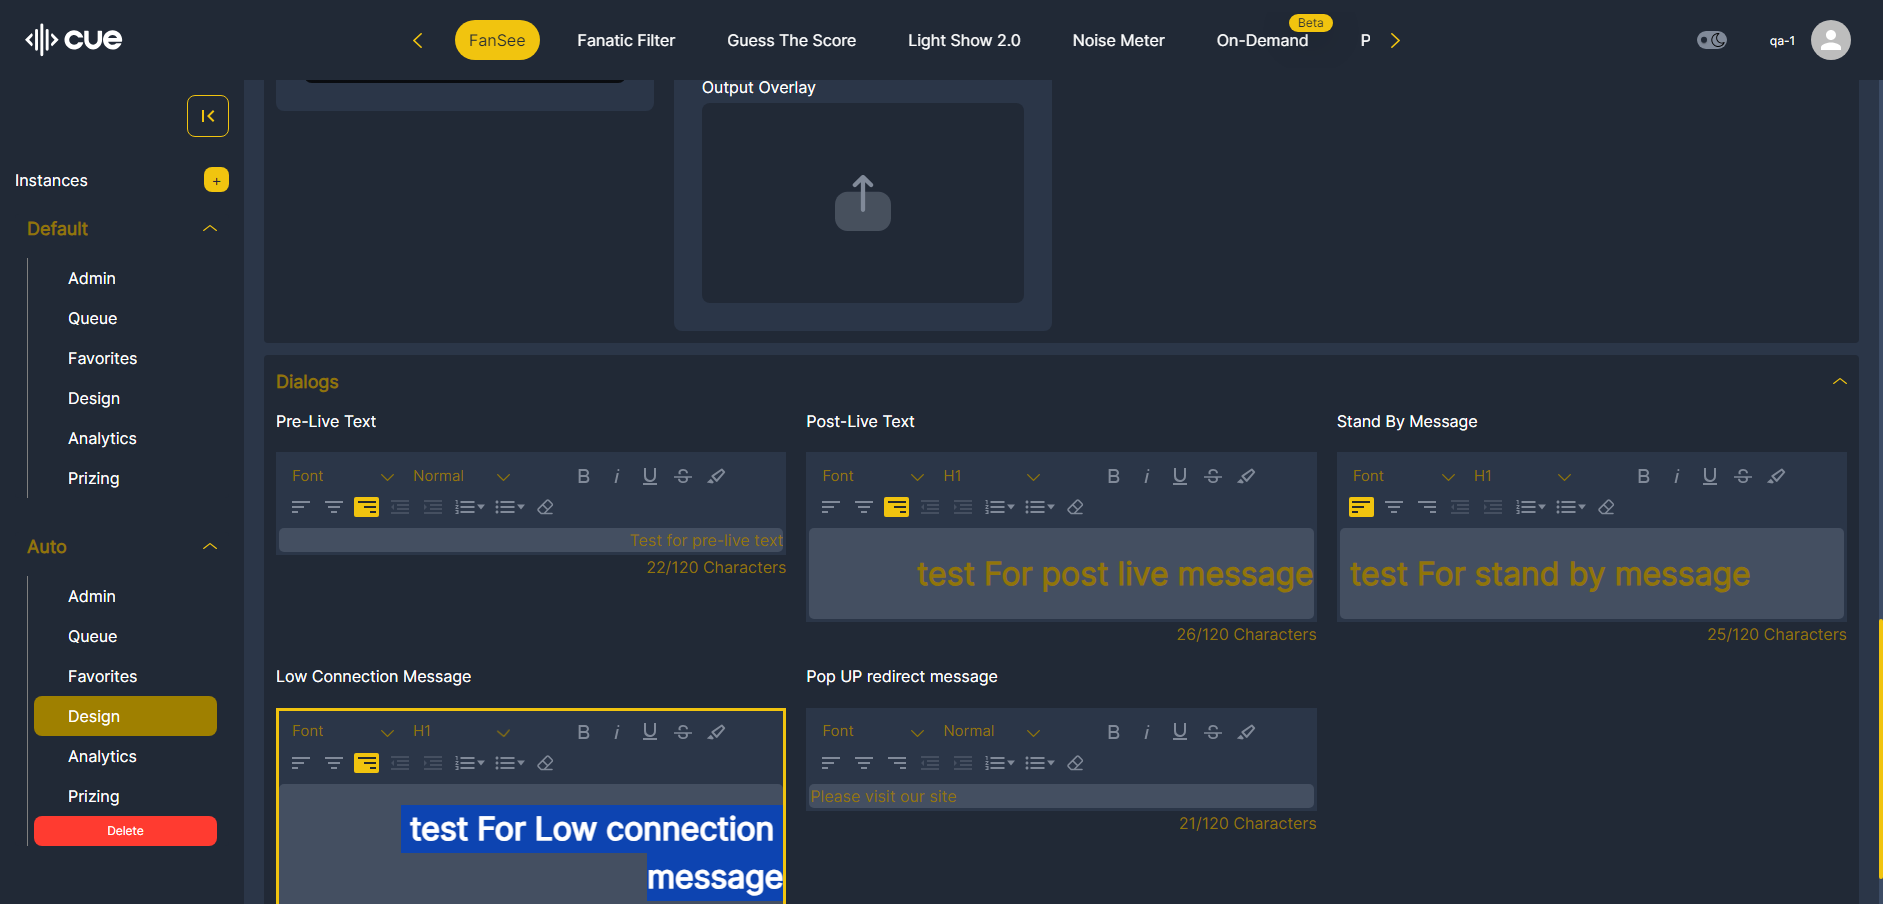 cue
FanSee
Fanatic Filter
Guess The Score
Light Show 2.0
Noise Meter
Beta
On-Demand
P
qa-1
Instances
+
Default
Admin
Queue
Favorites
Design
Analytics
Prizing
Auto
Admin
Queue
Favorites
Design
Analytics
Prizing
Delete
Output Overlay
Dialogs
Pre-Live Text
Font
Normal
B i U S
Test for pre-live text
22/120 Characters
Post-Live Text
Font
H1
B i U S
test For post live message
26/120 Characters
Stand By Message
Font
H1
B i U S
test For stand by message
25/120 Characters
Low Connection Message
Font
H1
B i U S
test For Low connection
message
Pop UP redirect message
Font
Normal
B i U S
Please visit our site
21/120 Characters